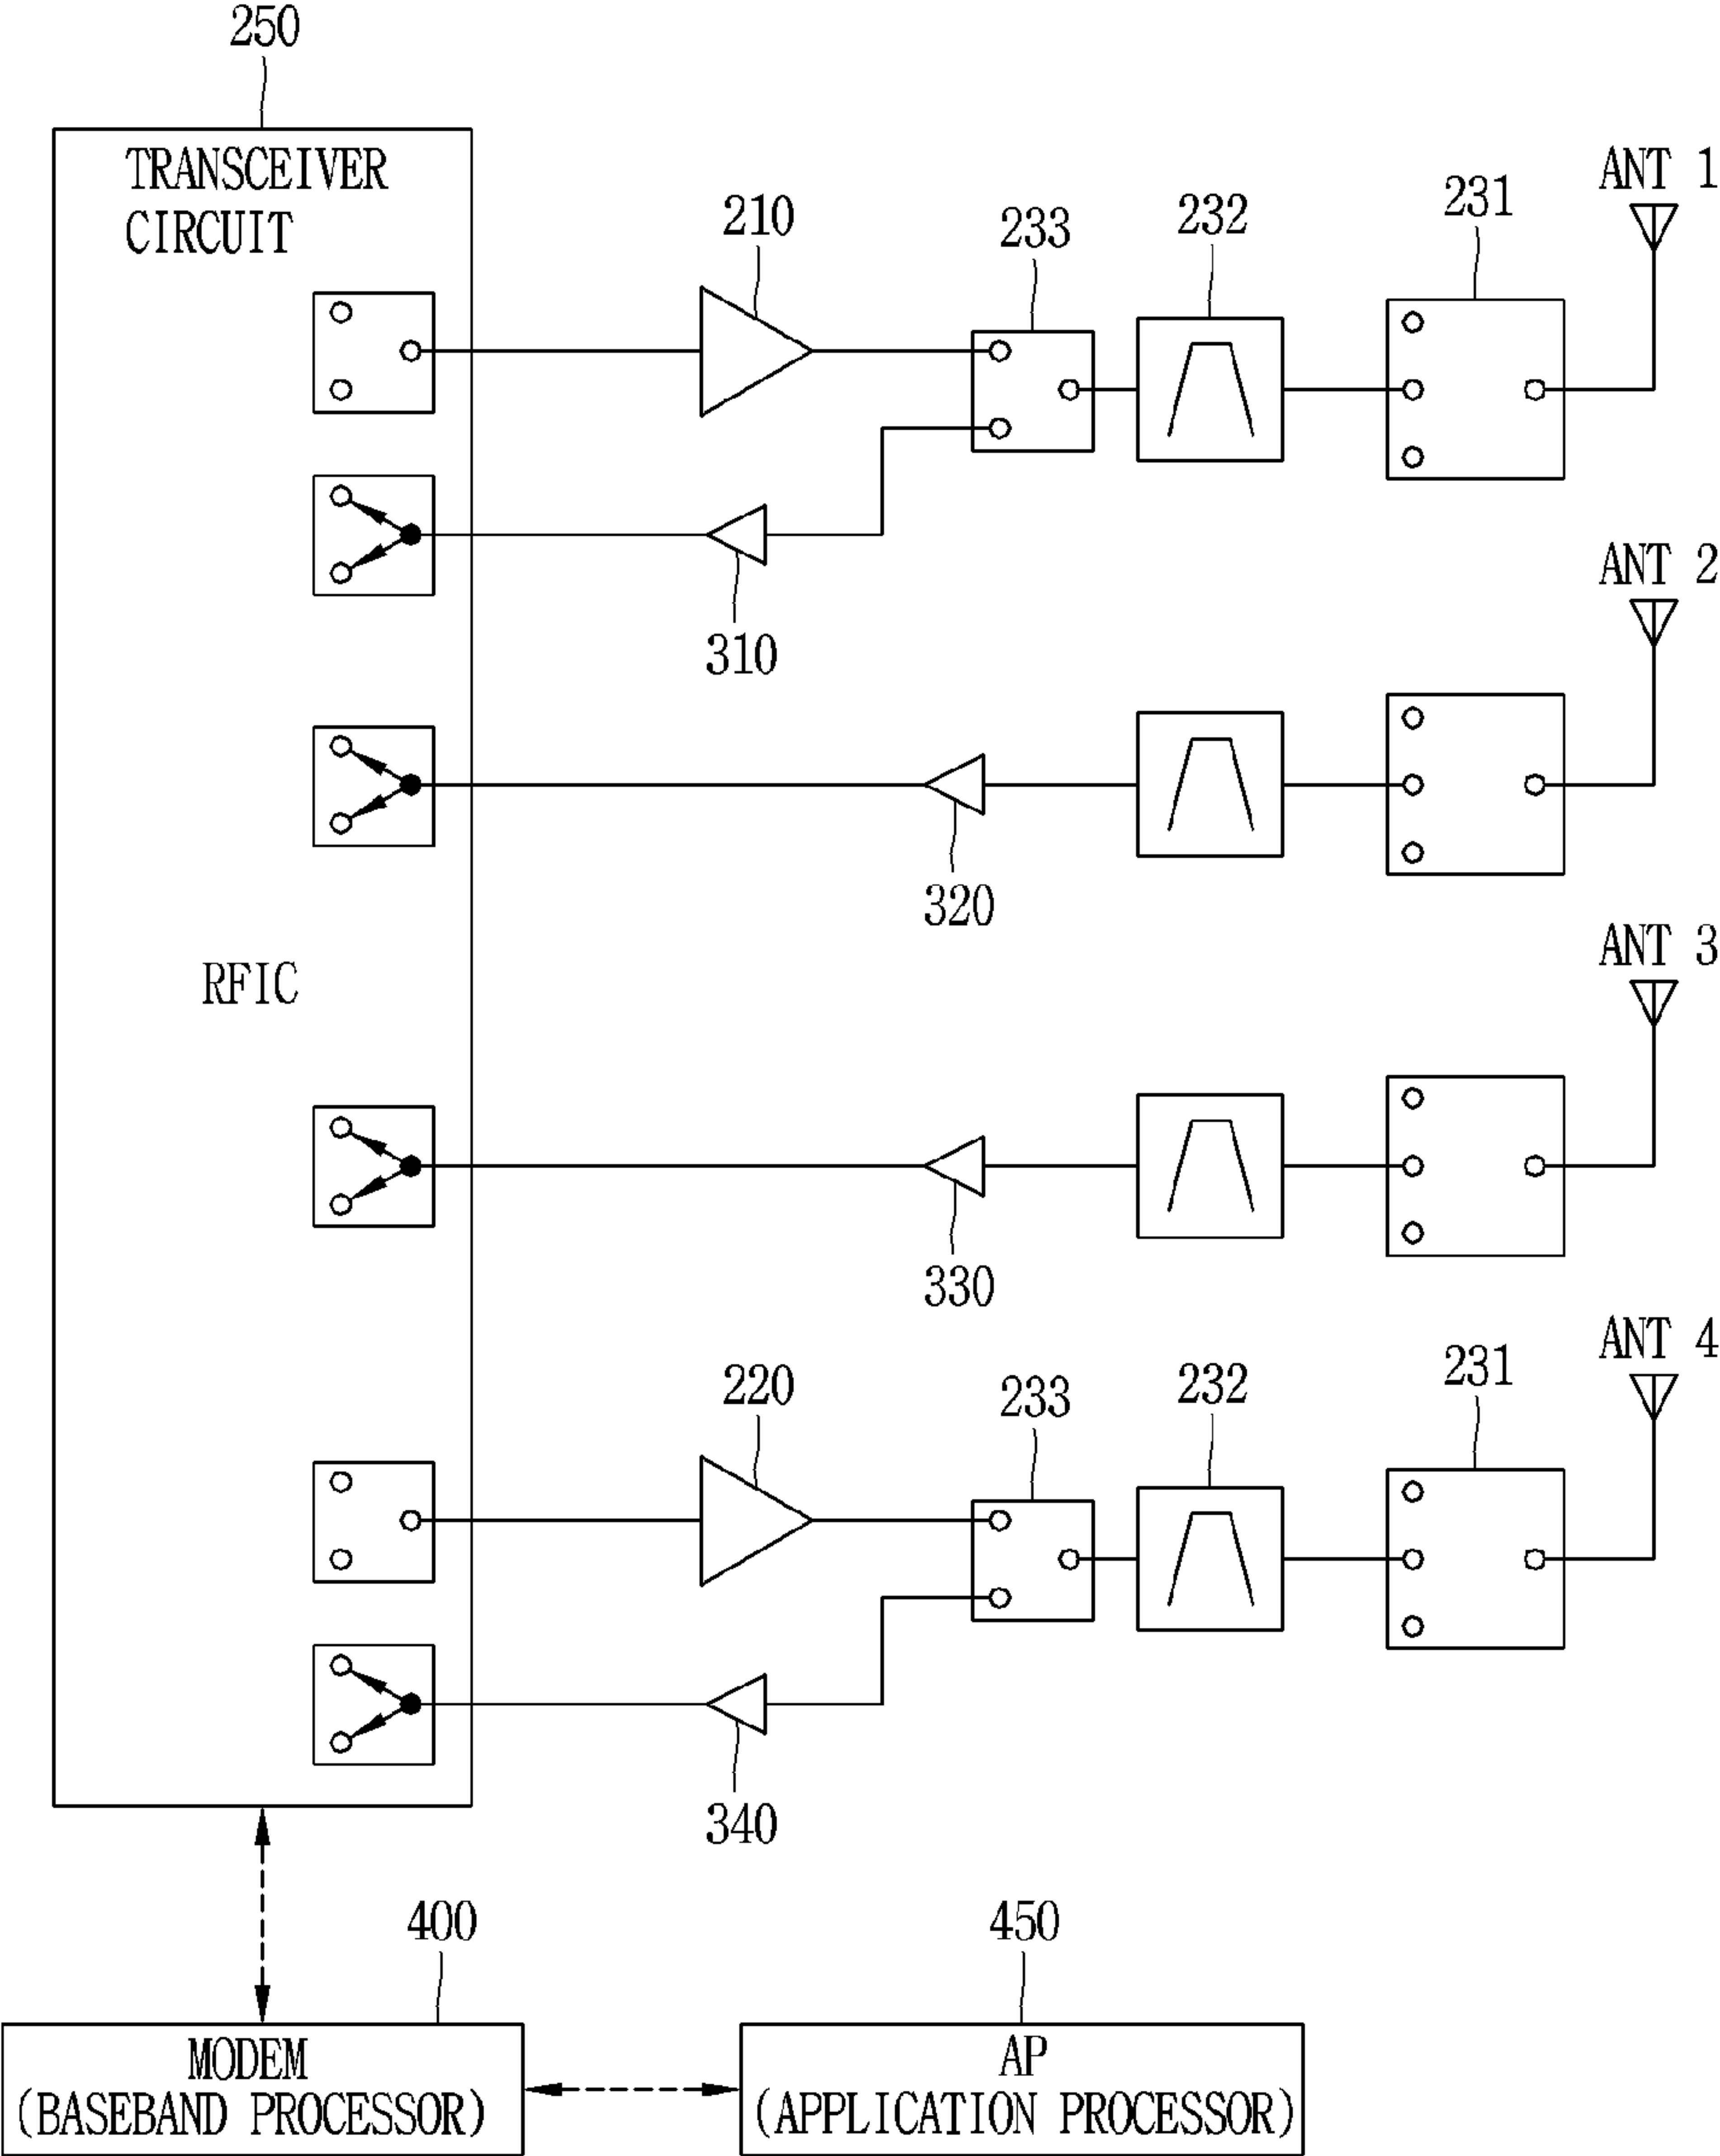 250
TRANSCEIVER
CIRCUIT
ANT 1
210
233
232
231
310
ANT 2
320
RFIC
ANT 3
330
ANT 4
220
233
232
231
340
400
450
MODEM
(BASEBAND PROCESSOR)
AP
(APPLICATION PROCESSOR)